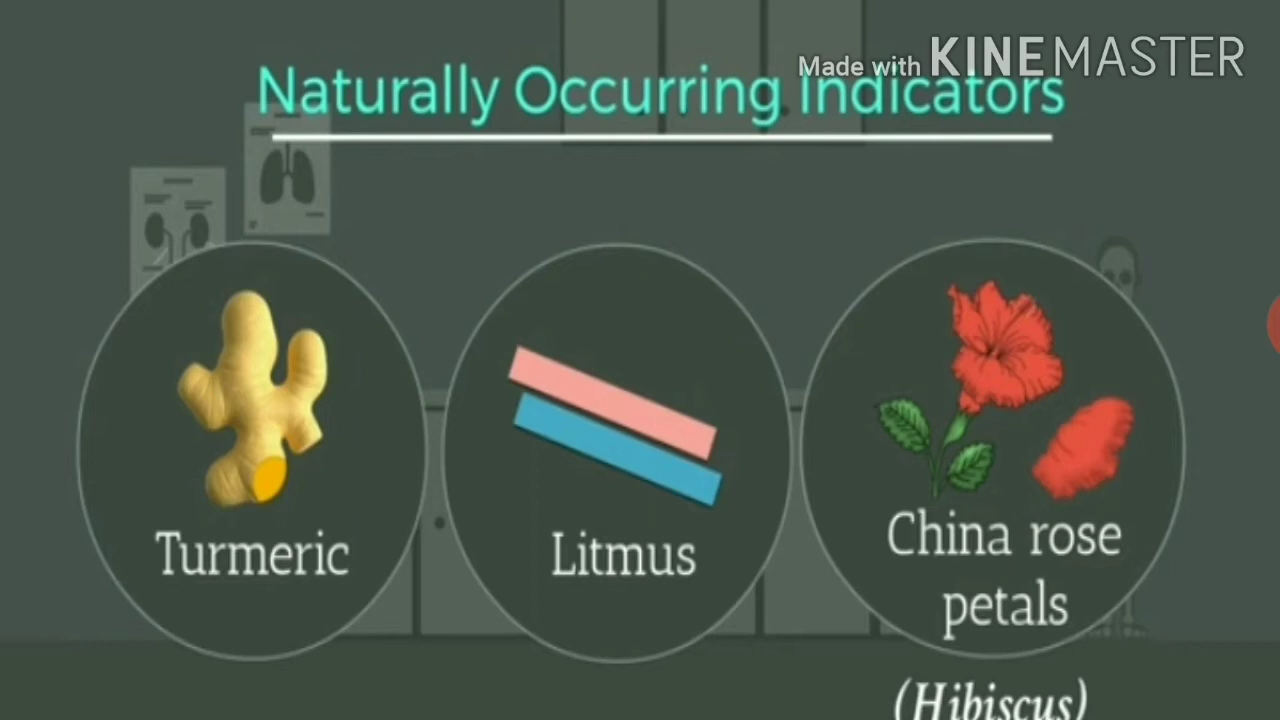 Made with KINEMASTER
Naturally Occurring Indicators
Turmeric
Litmus
China rose
petals
(Hibiscus)